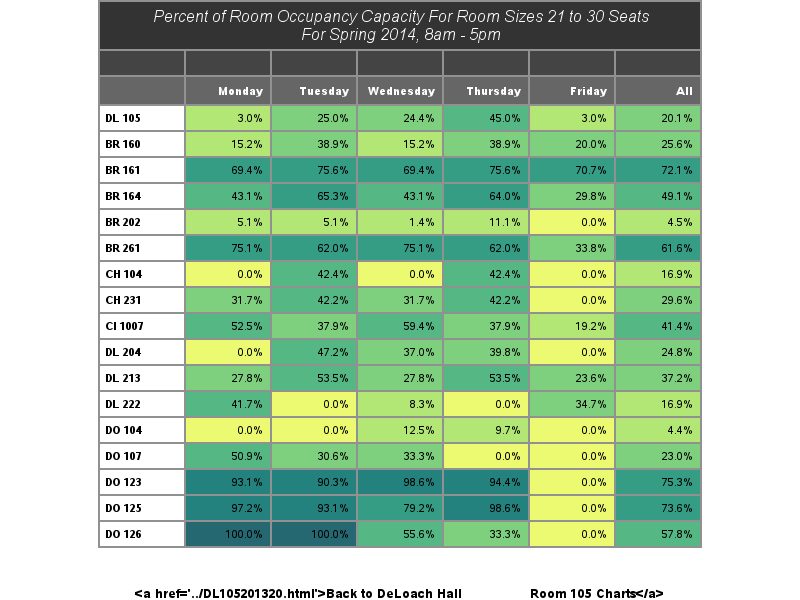 Percent of Room Occupancy Capacity For Room Sizes 21 to 30 Seats
For Spring 2014, 8am - 5pm
Monday Tuesday Wednesday Thursday Friday All
DL 105 3.0% 25.0% 24.4% 45.0% 3.0% 20.1%
BR 160 15.2% 38.9% 15.2% 38.9% 20.0% 25.6%
BR 161 69.4% 75.6% 69.4% 75.6% 70.7% 72.1%
BR 164 43.1% 65.3% 43.1% 64.0% 29.8% 49.1%
BR 202 5.1% 5.1% 1.4% 11.1% 0.0% 4.5%
BR 261 75.1% 62.0% 75.1% 62.0% 33.8% 61.6%
CH 104 0.0% 42.4% 0.0% 42.4% 0.0% 16.9%
CH 231 31.7% 42.2% 31.7% 42.2% 0.0% 29.6%
CI 1007 52.5% 37.9% 59.4% 37.9% 19.2% 41.4%
DL 204 0.0% 47.2% 37.0% 39.8% 0.0% 24.8%
DL 213 27.8% 53.5% 27.8% 53.5% 23.6% 37.2%
DL 222 41.7% 0.0% 8.3% 0.0% 34.7% 16.9%
DO 104 0.0% 0.0% 12.5% 9.7% 0.0% 4.4%
DO 107 50.9% 30.6% 33.3% 0.0% 0.0% 23.0%
DO 123 93.1% 90.3% 98.6% 94.4% 0.0% 75.3%
DO 125 97.2% 93.1% 79.2% 98.6% 0.0% 73.6%
DO 126 100.0% 100.0% 55.6% 33.3% 0.0% 57.8%
<a href='../DL105201320.html'>Back to DeLoach Hall Room 105 Charts</a>